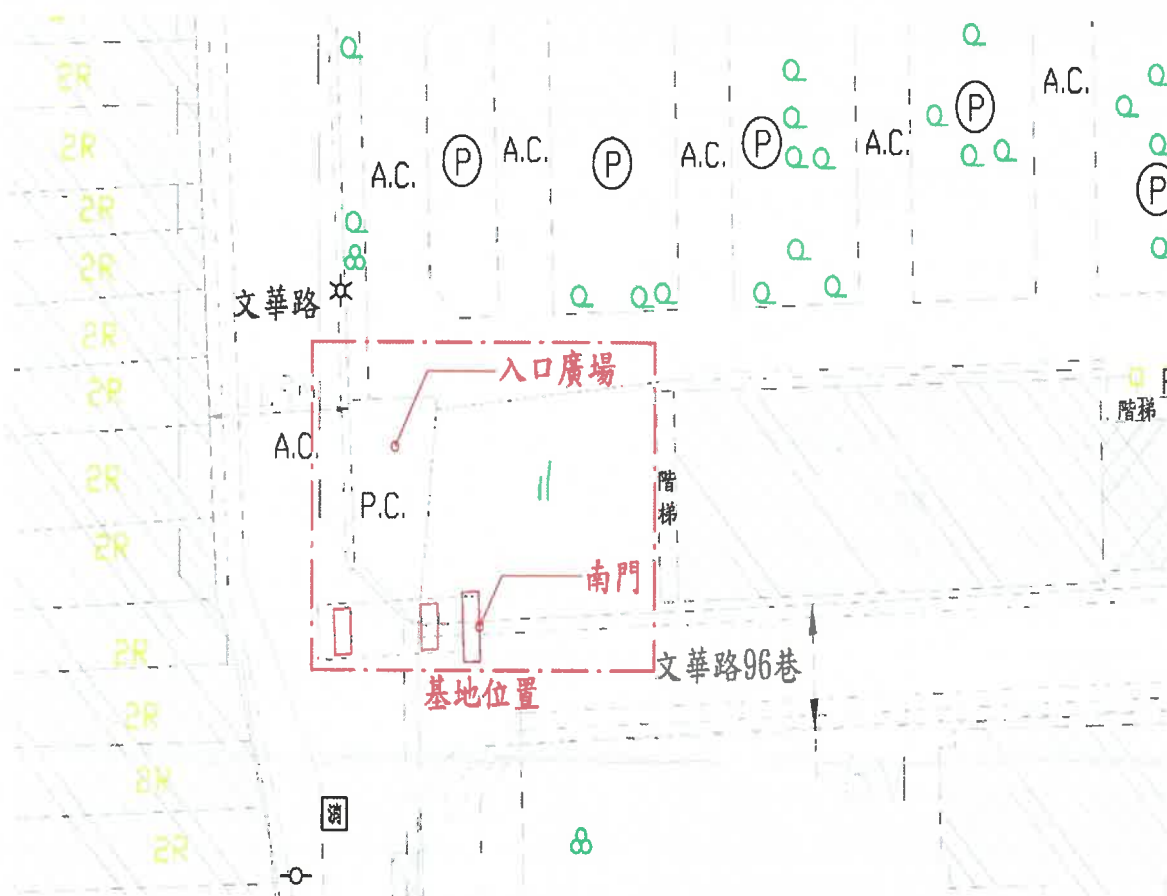 2R
A.C.
2R
A.C. Ⓟ A.C. Ⓟ A.C. Ⓟ A.C. Ⓟ
Ⓟ
2R
2R
文華路
2R
入口廣場
2R
階梯
A.C.
2R
P.C.
階梯
2R
南門
2R
文華路96巷
基地位置
2R
8R
消
2R